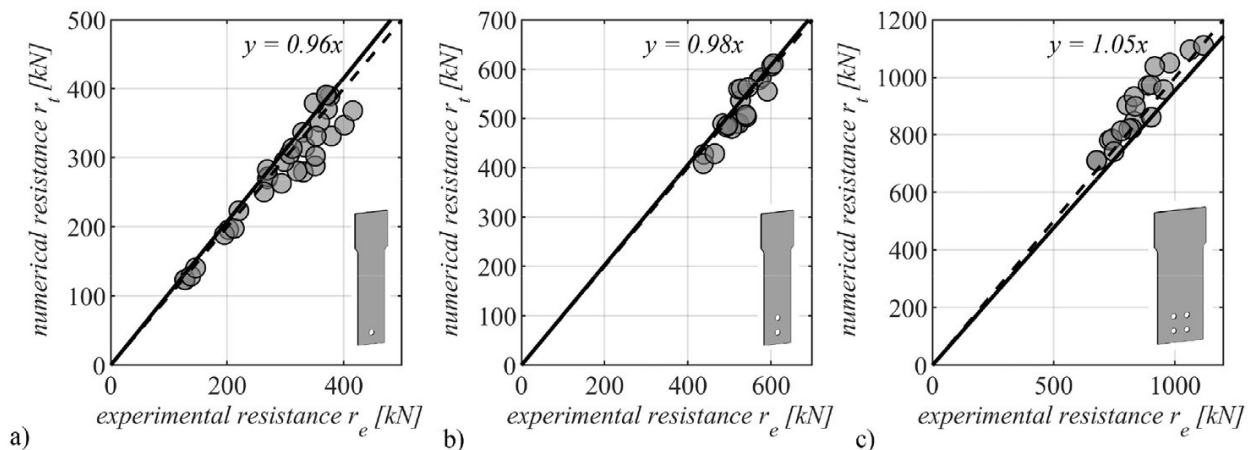 500
400
300
200
100
0
0
200
400
y = 0.96x
numerical resistance r_t [kN]
experimental resistance r_e [kN]
a)
700
600
500
400
300
200
100
0
0
200
400
600
y = 0.98x
numerical resistance r_t [kN]
experimental resistance r_e [kN]
b)
1200
1000
800
600
400
200
0
0
500
1000
y = 1.05x
numerical resistance r_t [kN]
experimental resistance r_e [kN]
c)